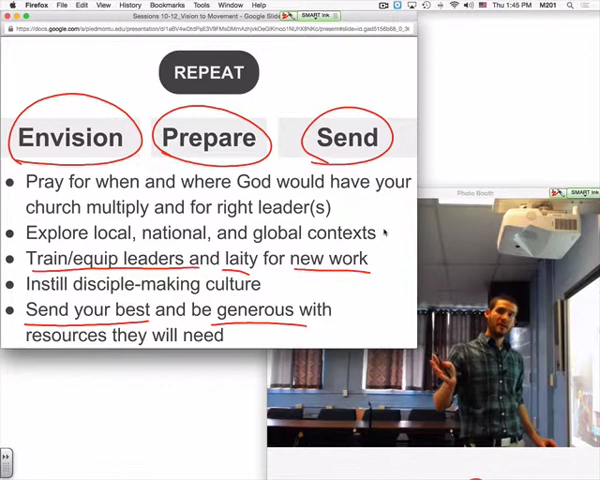 Firefox File Edit View History Bookmarks Tools Window Help
Thu 1:45 PM M201
Sessions 10-12_Vision to Movement - Google Slid
SMART Ink
REPEAT
Envision Prepare Send
● Pray for when and where God would have your
church multiply and for right leader(s)
● Explore local, national, and global contexts
● Train/equip leaders and laity for new work
● Instill disciple-making culture
● Send your best and be generous with
resources they will need
Photo Booth
SMART Ink